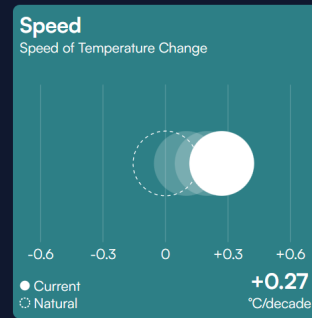 Speed
Speed of Temperature Change
-0.6 -0.3 0 +0.3 +0.6
Current +0.27
Natural °C/decade